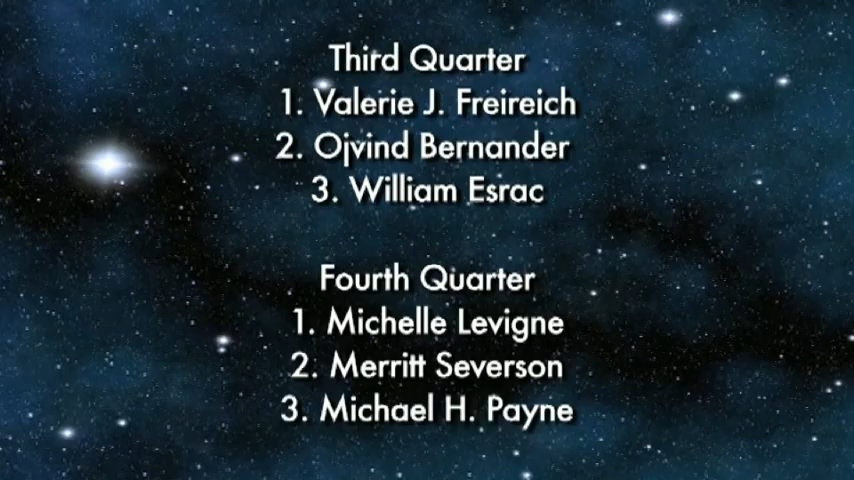 Third Quarter
1. Valerie J. Freireich
2. Ojvind Bernander
3. William Esrac
Fourth Quarter
1. Michelle Levigne
2. Merritt Severson
3. Michael H. Payne